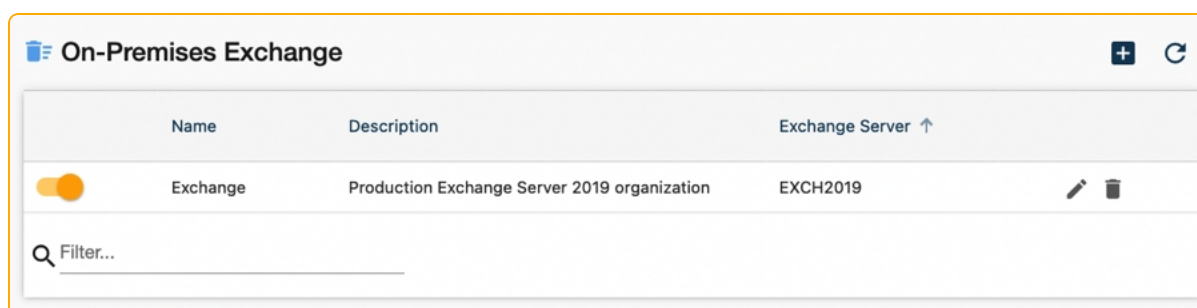 On-Premises Exchange
Name Description Exchange Server ↑
Exchange Production Exchange Server 2019 organization EXCH2019
Filter...